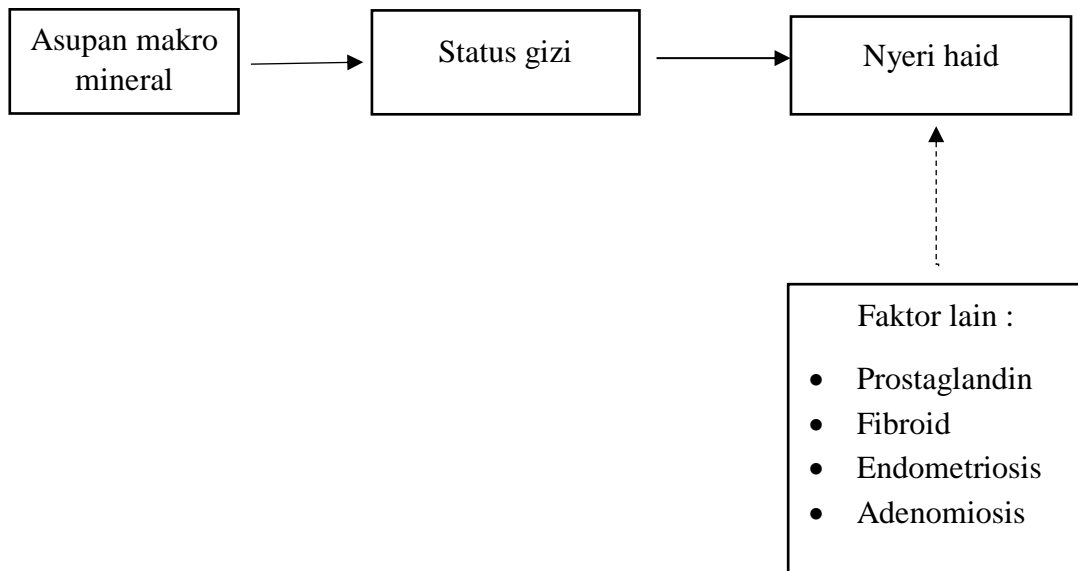 Asupan makro
mineral
Status gizi
Nyeri haid
Faktor lain :
• Prostaglandin
• Fibroid
• Endometriosis
• Adenomiosis